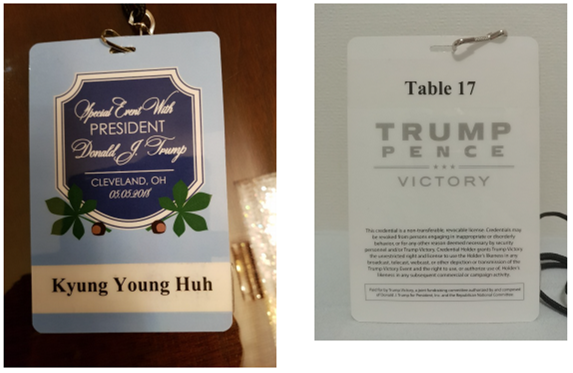 Special Event With
PRESIDENT
Donald J. Trump
CLEVELAND, OH
05.05.2018
Kyung Young Huh
Table 17
TRUMP
PENCE
VICTORY
This credential is a non-transferable, revocable license. Credentials may
be revoked from persons engaging in inappropriate or disorderly
behavior, or for any other reason deemed necessary by security
personnel and/or Trump Victory. Credential Holder grants Trump Victory
the unrestricted right and license to use the Holder's likeness in any
broadcast, telecast, webcast, or other depiction or transmission of the
Trump Victory Event and the right to use, or authorize use of, Holder's
likeness in any subsequent commercial or campaign activity.
Paid for by Trump Victory, a joint fundraising committee authorized by and composed
of Donald J. Trump for President, Inc. and the Republican National Committee.